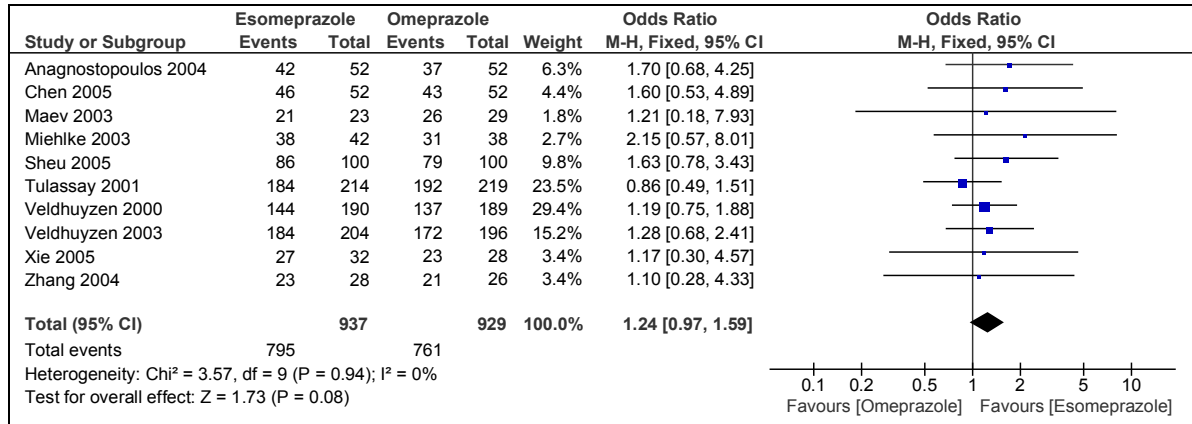 Esomeprazole Omeprazole Odds Ratio Odds Ratio
Study or Subgroup Events Total Events Total Weight M-H, Fixed, 95% CI M-H, Fixed, 95% CI
Anagnostopoulos 2004 42 52 37 52 6.3% 1.70 [0.68, 4.25]
Chen 2005 46 52 43 52 4.4% 1.60 [0.53, 4.89]
Maev 2003 21 23 26 29 1.8% 1.21 [0.18, 7.93]
Miehlke 2003 38 42 31 38 2.7% 2.15 [0.57, 8.01]
Sheu 2005 86 100 79 100 9.8% 1.63 [0.78, 3.43]
Tulassay 2001 184 214 192 219 23.5% 0.86 [0.49, 1.51]
Veldhuyzen 2000 144 190 137 189 29.4% 1.19 [0.75, 1.88]
Veldhuyzen 2003 184 204 172 196 15.2% 1.28 [0.68, 2.41]
Xie 2005 27 32 23 28 3.4% 1.17 [0.30, 4.57]
Zhang 2004 23 28 21 26 3.4% 1.10 [0.28, 4.33]
Total (95% CI) 937 929 100.0% 1.24 [0.97, 1.59]
Total events 795 761
Heterogeneity: Chi² = 3.57, df = 9 (P = 0.94); I² = 0%
Test for overall effect: Z = 1.73 (P = 0.08)
0.1 0.2 0.5 1 2 5 10
Favours [Omeprazole] Favours [Esomeprazole]